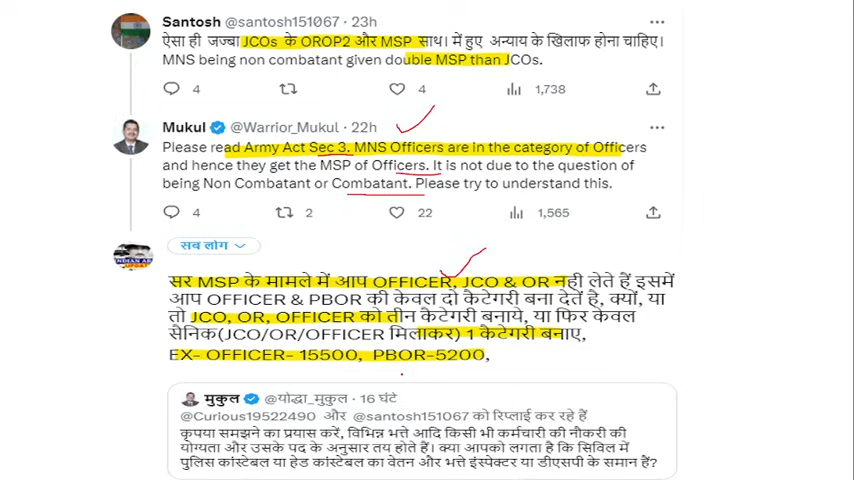 Santosh @santosh151067 · 23h
ऐसा ही जज्बा JCOs के OROP2 और MSP साथ। में हुए अन्याय के खिलाफ होना चाहिए।
MNS being non combatant given double MSP than JCOs.
4 4 1,738
Mukul @Warrior_Mukul · 22h
Please read Army Act Sec 3. MNS Officers are in the category of Officers
and hence they get the MSP of Officers. It is not due to the question of
being Non Combatant or Combatant. Please try to understand this.
4 2 22 1,565
सब लोग
सर MSP के मामले में आप OFFICER, JCO & OR नही लेते हैं इसमें
आप OFFICER & PBOR की केवल दो कैटेगरी बना देतें है, क्यों, या
तो JCO, OR, OFFICER को तीन कैटेगरी बनाये, या फिर केवल
सैनिक(JCO/OR/OFFICER मिलाकर) 1 कैटेगरी बनाए,
EX- OFFICER- 15500, PBOR-5200,
मुकुल @योद्धा_मुकुल · 16 घंटे
@Curious19522490 और @santosh151067 को रिप्लाई कर रहे हैं
कृपया समझने का प्रयास करें, विभिन्न भत्ते आदि किसी भी कर्मचारी की नौकरी की
योग्यता और उसके पद के अनुसार तय होते हैं। क्या आपको लगता है कि सिविल में
पुलिस कांस्टेबल या हेड कांस्टेबल का वेतन और भत्ते इंस्पेक्टर या डीएसपी के समान हैं?